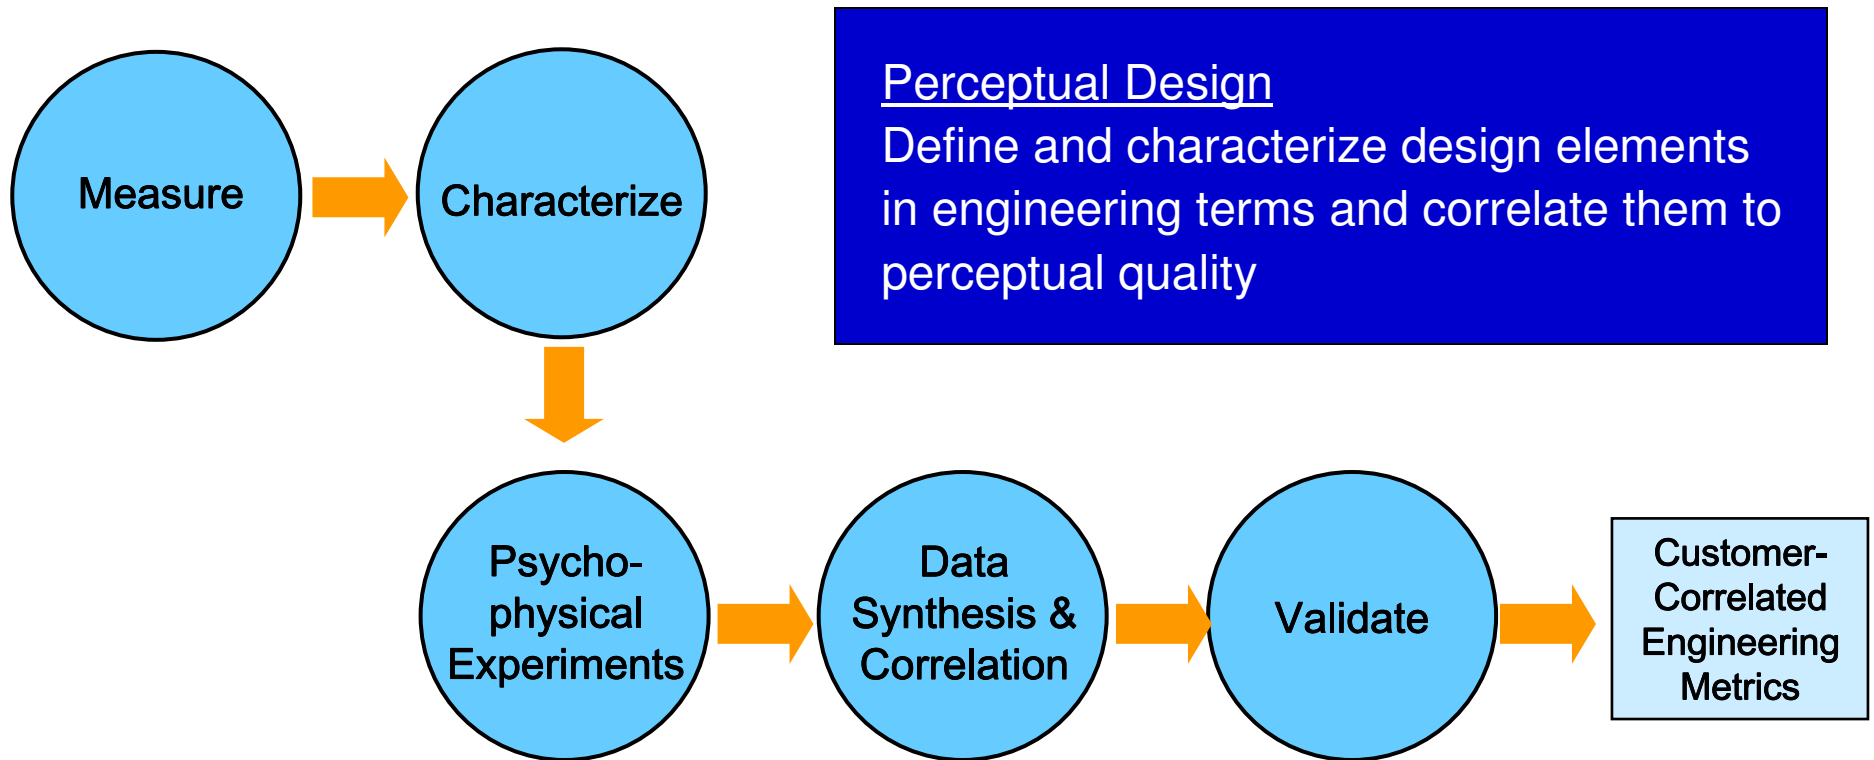 Measure
Characterize
Perceptual Design
Define and characterize design elements
in engineering terms and correlate them to
perceptual quality
Psycho-
physical
Experiments
Data
Synthesis &
Correlation
Validate
Customer-
Correlated
Engineering
Metrics